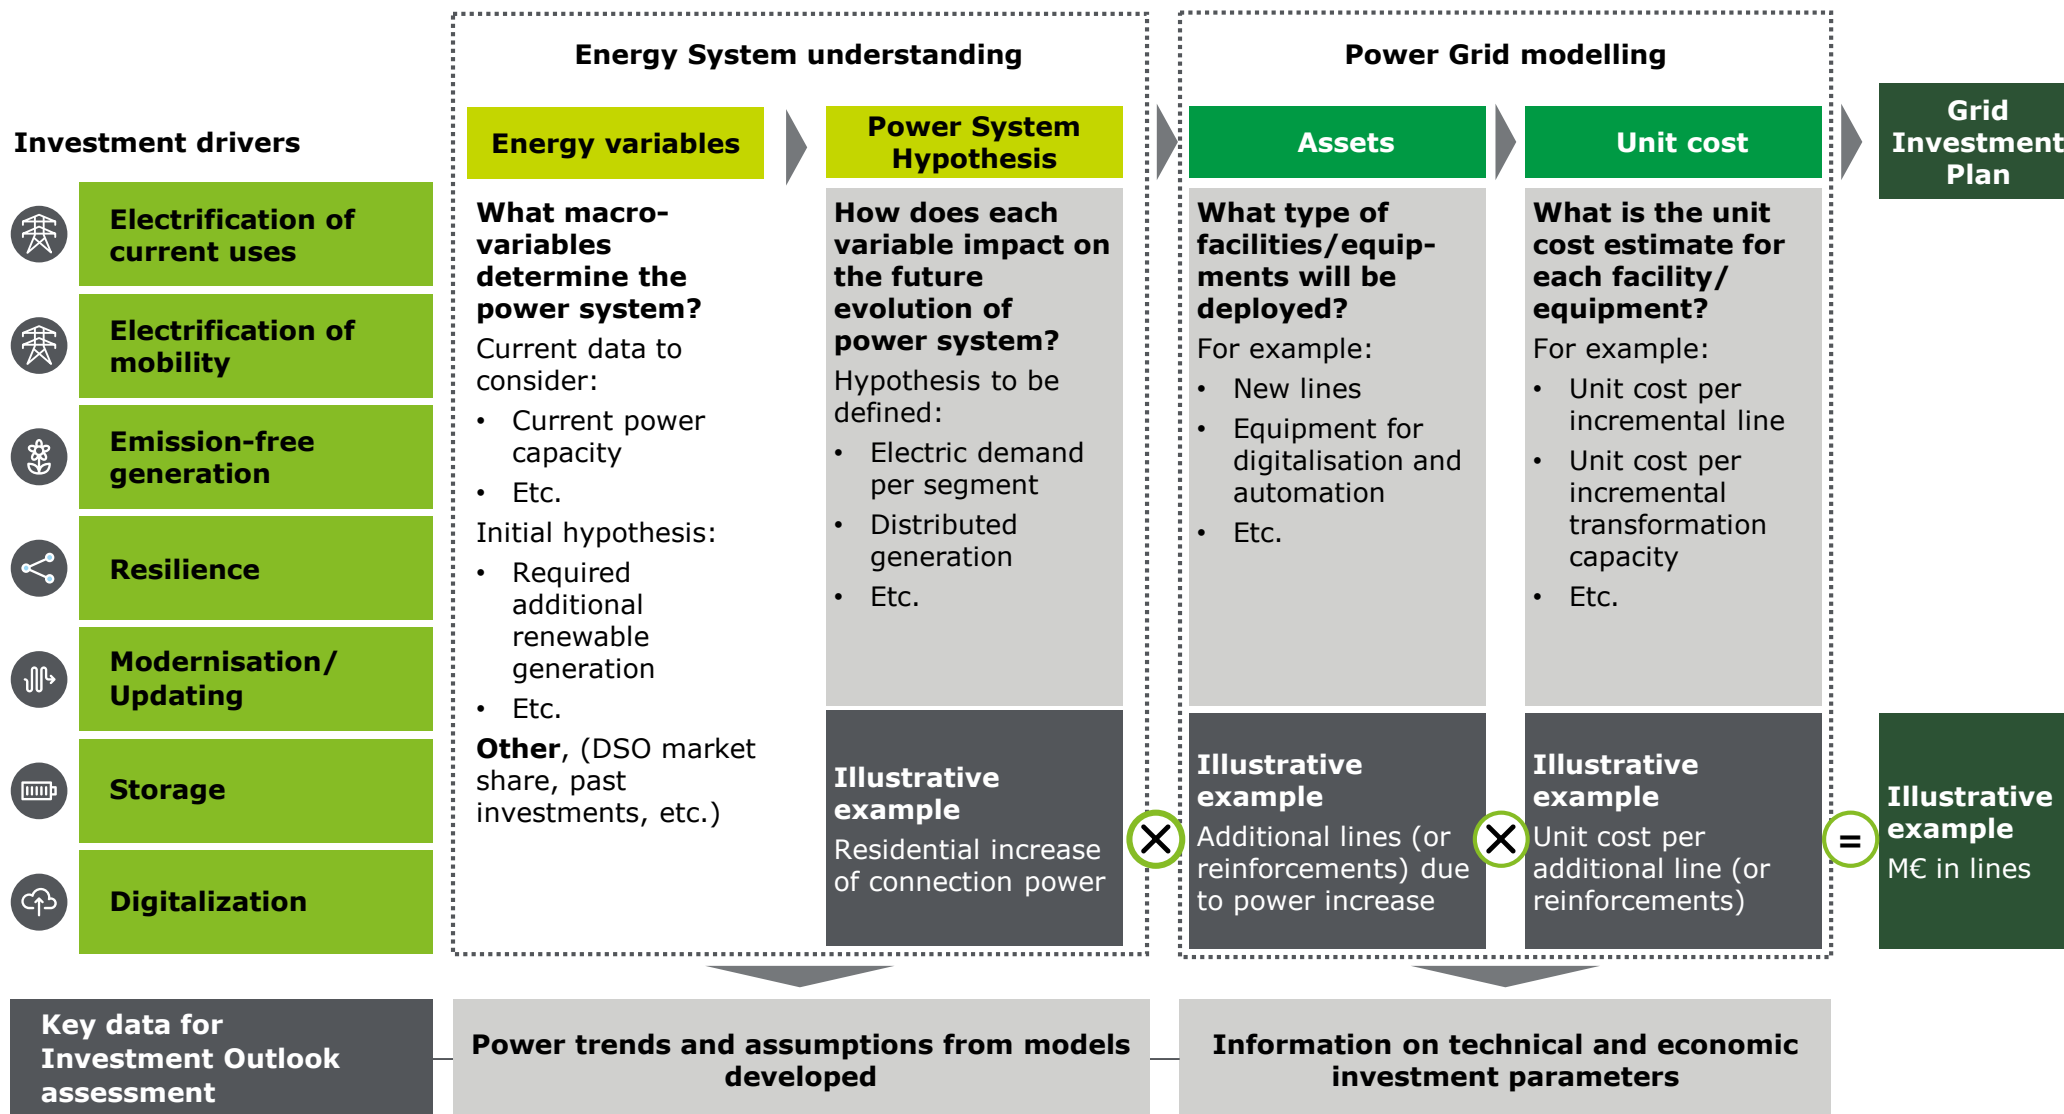 Energy System understanding
Power Grid modelling
Investment drivers
Energy variables
Power System
Hypothesis
Assets
Unit cost
Grid
Investment
Plan
Electrification of
current uses
Electrification of
mobility
Emission-free
generation
Resilience
Modernisation/
Updating
Storage
Digitalization
What macro-
variables
determine the
power system?
Current data to
consider:
• Current power
capacity
• Etc.
Initial hypothesis:
• Required
additional
renewable
generation
• Etc.
Other, (DSO market
share, past
investments, etc.)
How does each
variable impact on
the future
evolution of
power system?
Hypothesis to be
defined:
• Electric demand
per segment
• Distributed
generation
• Etc.
Illustrative
example
Residential increase
of connection power
×
What type of
facilities/equip-
ments will be
deployed?
For example:
• New lines
• Equipment for
digitalisation and
automation
• Etc.
Illustrative
example
Additional lines (or
reinforcements) due
to power increase
×
What is the unit
cost estimate for
each facility/
equipment?
For example:
• Unit cost per
incremental line
• Unit cost per
incremental
transformation
capacity
• Etc.
Illustrative
example
Unit cost per
additional line (or
reinforcements)
=
Illustrative
example
M€ in lines
Key data for
Investment Outlook
assessment
Power trends and assumptions from models
developed
Information on technical and economic
investment parameters